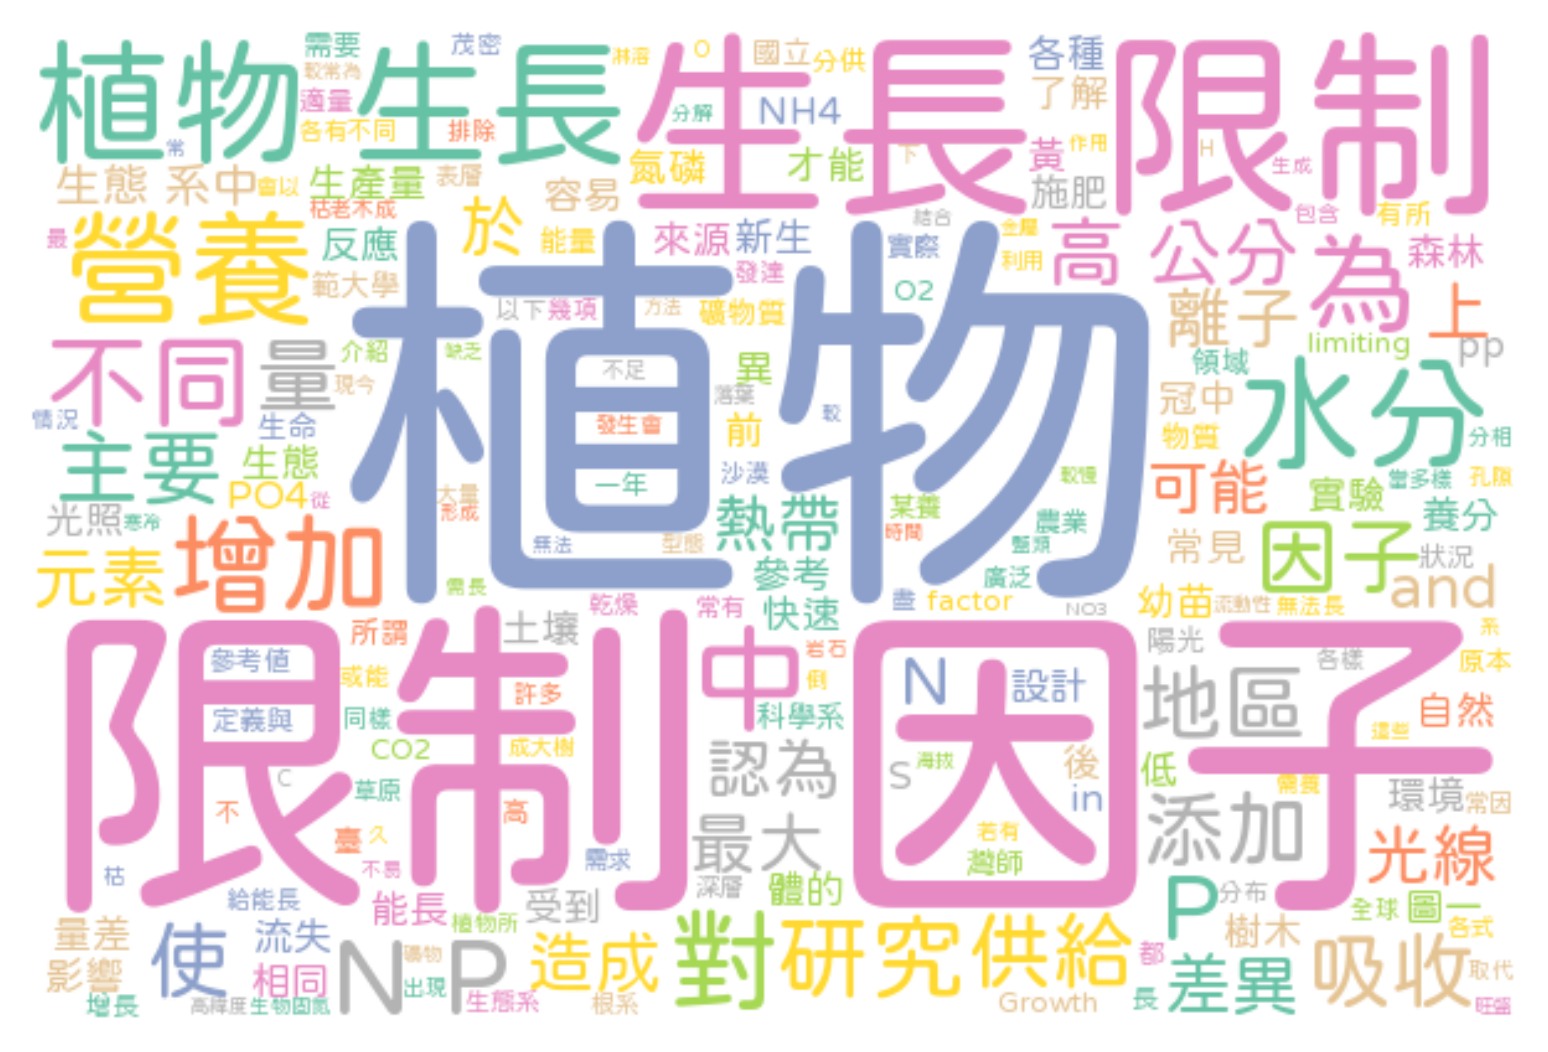 植物生長
生長限制
需要
茂密
淋溶
O
國立
分供
各種
較常為
了解
適量
分解
NH4
各有不同
排除
黃
作用
H
常
氮磷
才能
下
生成
生態 系中
會以
生產量
表層
容易
施肥
枯老木成
結合
包含
有所
最
營養
反應
於
能量
來源
新生
實際
金屬
高
公分
為
森林
範大學
發達
利用
植物
O2
離子
上
以下
幾項
方法
礦物質
limiting
pp
不同
量
介紹
缺乏
不足
異
領域
水分
現今
落葉
冠中
情況
生命
發生會
前
較
物質
分相
主要
生態
沙漠
較慢
可能
當多樣
孔隙
PO4
從
大量
一年
某養
實驗
光照
寒冷
形成
熱帶
農業
養分
元素
增加
無法
型態
時間
盤類
常見
因子
狀況
參考
廣泛
and
需長
乾燥
常有
快速
盡
factor
NO3
幼苗
流動性
無法長
限制因子
所謂
土壤
中
岩石
陽光
系
參考值
或能
倒
N
設計
各樣
原本
許多
地區
定義與
同樣
科學系
自然
CO2
成大樹
這些
認為
C
草原
S
海拔
後
低
需養
in
環境
常因
不
高
添加
臺
久
最大
若有
光線
不易
需求
灣師
枯
深層
體的
P
分布
給能長
能長
植物所
受到
全球
圖一
量差
使
流失
N
P
造成
對
研究
供給
樹木
各式
影響
相同
礦物
都
差異
吸收
取代
出現
增長
高緯度
生物固氮
生態系
根系
Growth
長
旺盛